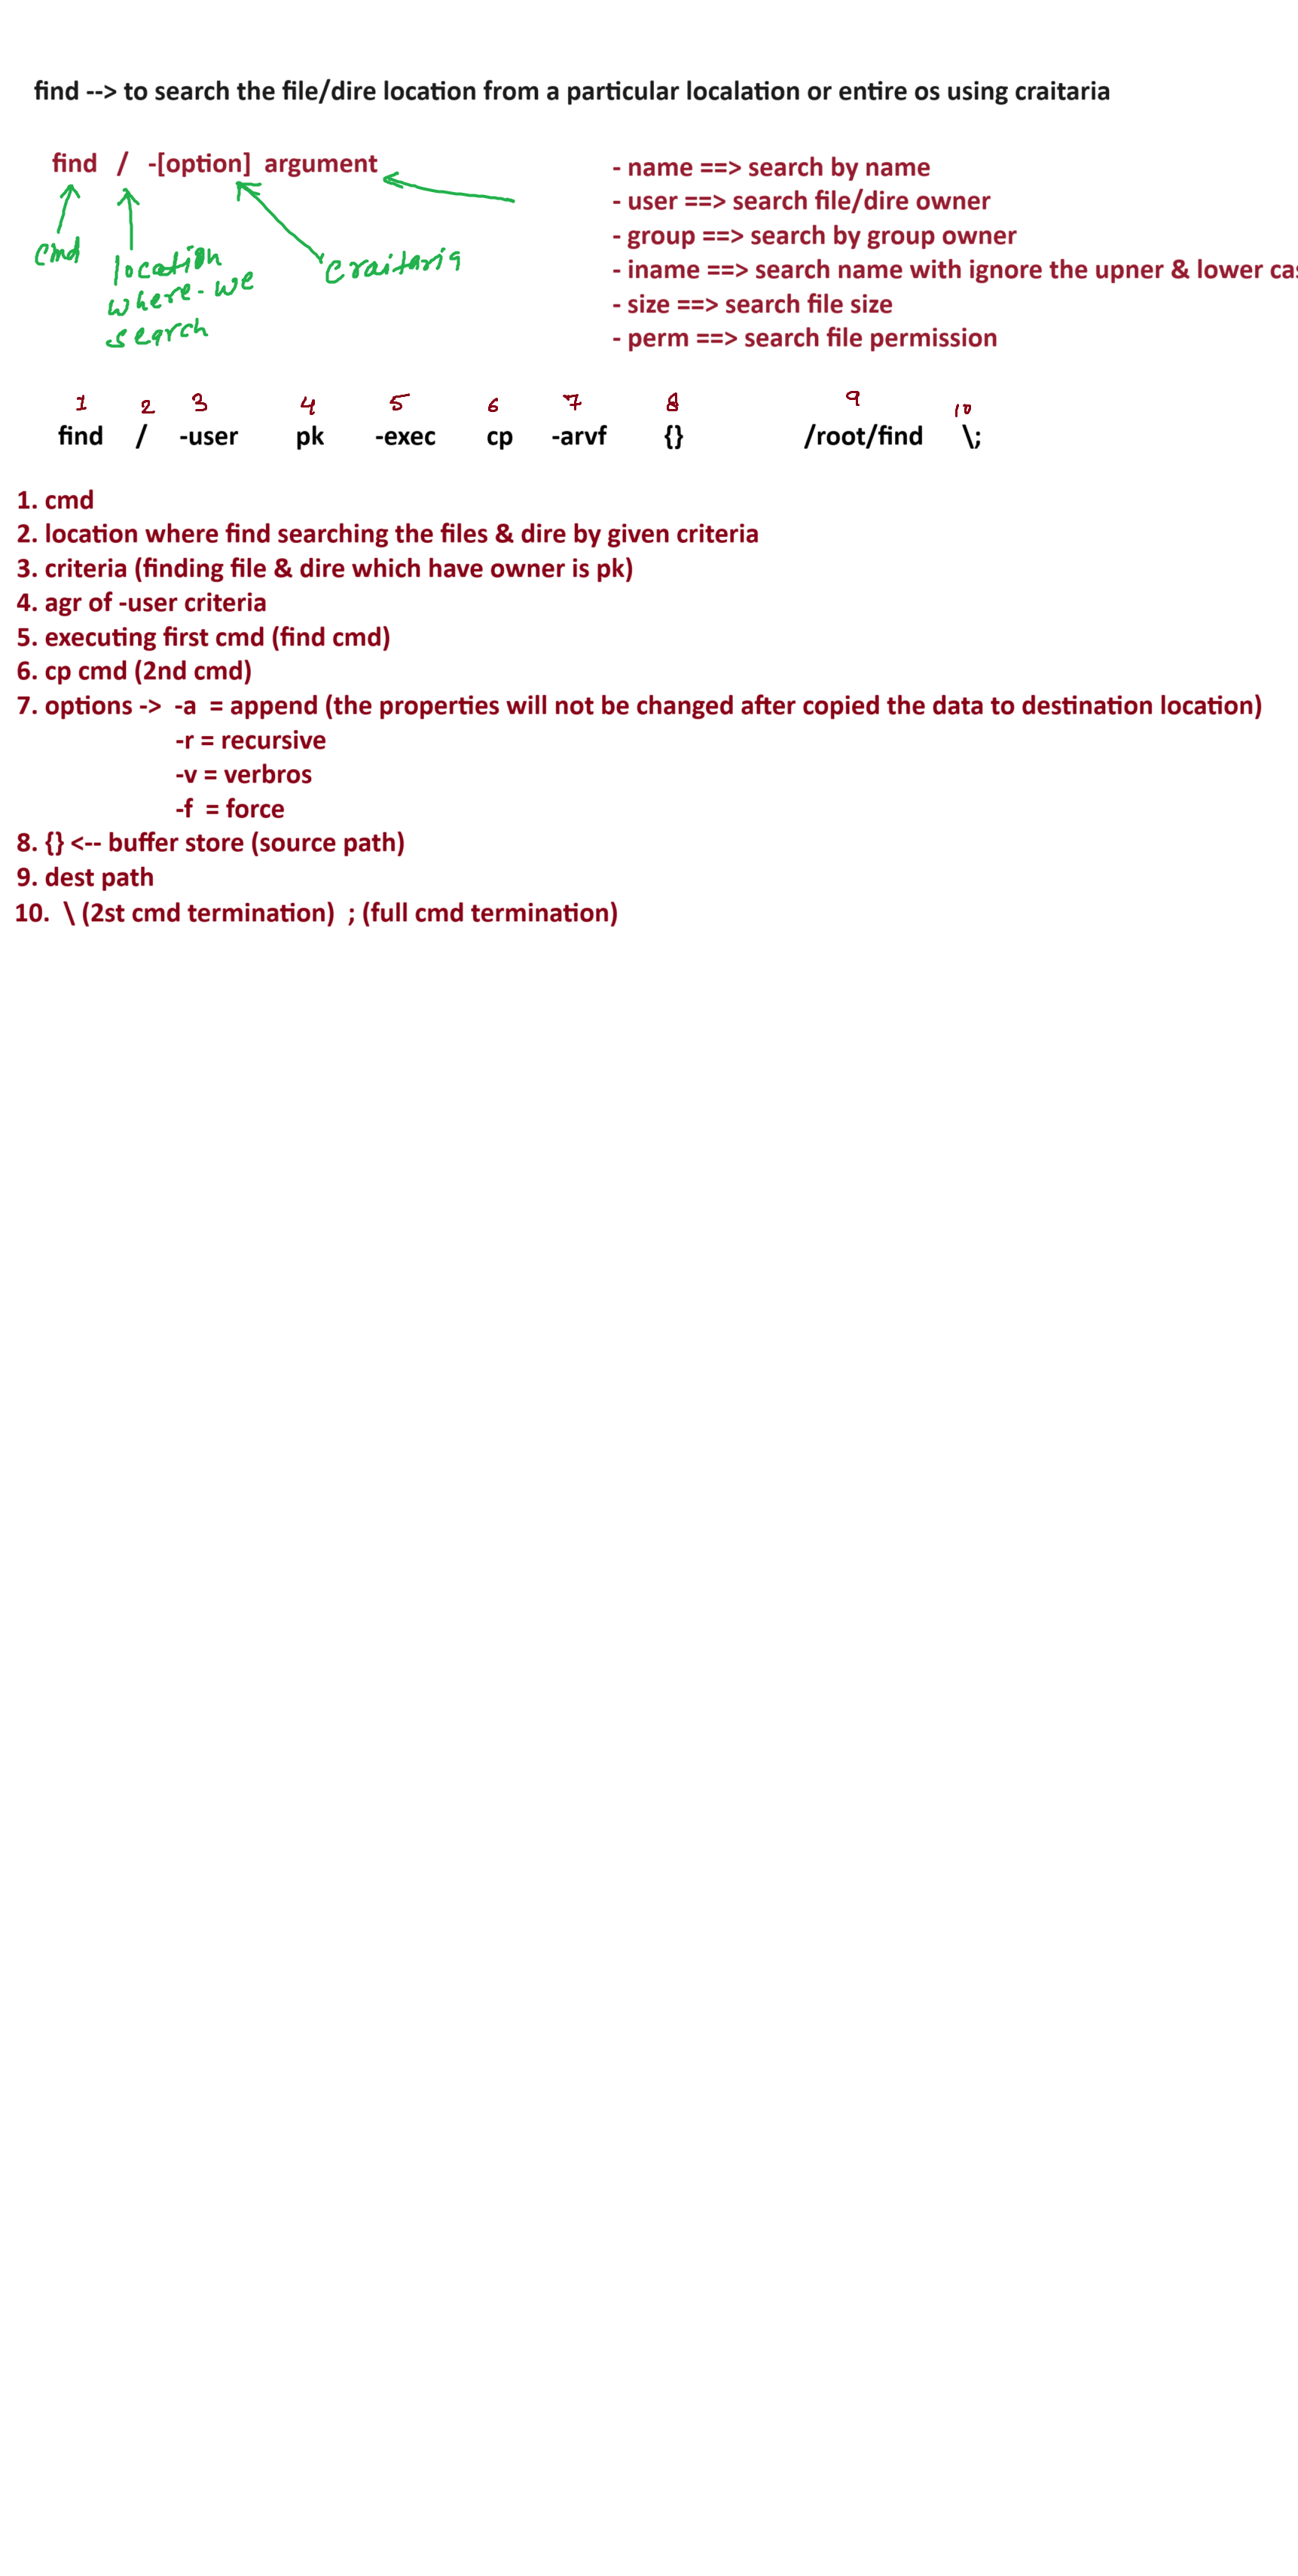 find --> to search the file/dire location from a particular localation or entire os using craitaria
find / -[option] argument
cmd
location
where-we
search
craitaria
- name ==> search by name
- user ==> search file/dire owner
- group ==> search by group owner
- iname ==> search name with ignore the upner & lower cas
- size ==> search file size
- perm ==> search file permission
1 2 3 4 5 6 7 8 9 10
find / -user pk -exec cp -arvf {} /root/find \;
1. cmd
2. location where find searching the files & dire by given criteria
3. criteria (finding file & dire which have owner is pk)
4. agr of -user criteria
5. executing first cmd (find cmd)
6. cp cmd (2nd cmd)
7. options -> -a = append (the properties will not be changed after copied the data to destination location)
-r = recursive
-v = verbros
-f = force
8. {} <-- buffer store (source path)
9. dest path
10. \ (2st cmd termination) ; (full cmd termination)